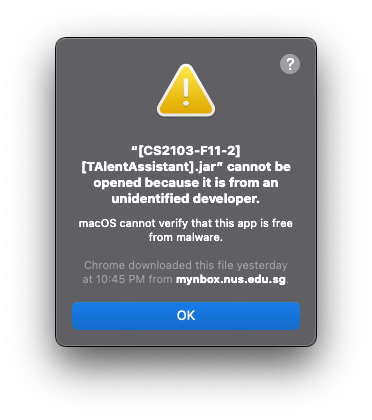 ?
“[CS2103-F11-2]
[TAlentAssistant].jar” cannot be
opened because it is from an
unidentified developer.
macOS cannot verify that this app is free
from malware.
Chrome downloaded this file yesterday
at 10:45 PM from mynbox.nus.edu.sg.
OK